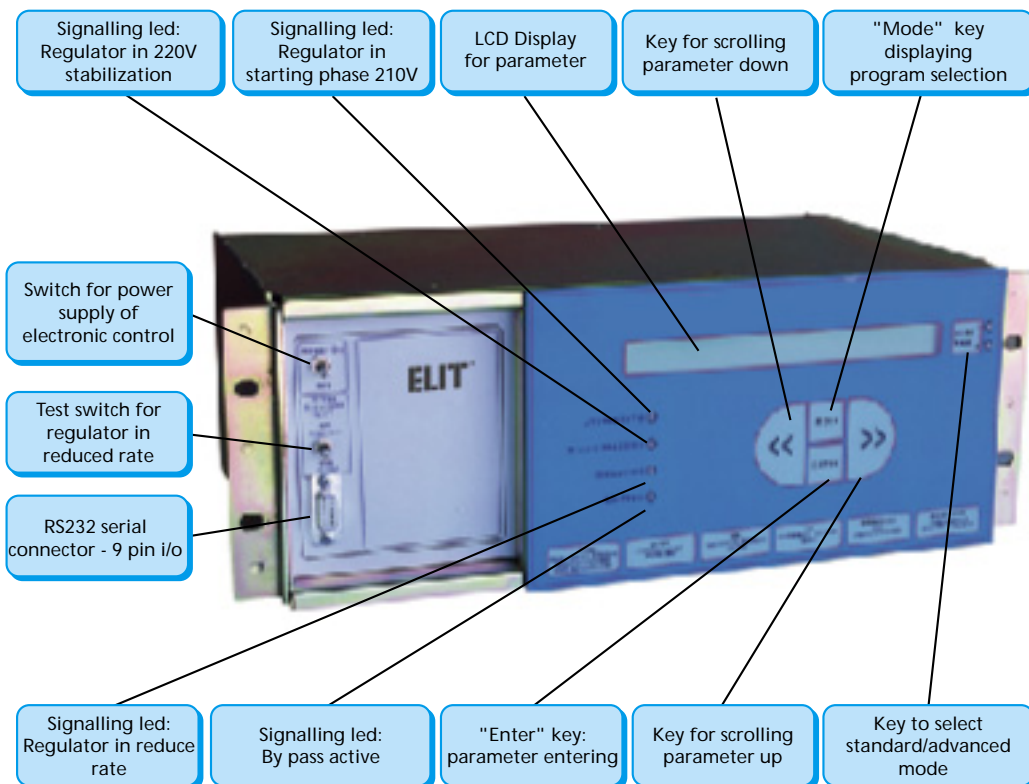 Signalling led:
Regulator in 220V
stabilization
Signalling led:
Regulator in
starting phase 210V
LCD Display
for parameter
Key for scrolling
parameter down
"Mode" key
displaying
program selection
Switch for power
supply of
electronic control
Test switch for
regulator in
reduced rate
RS232 serial
connector - 9 pin i/o
ELIT
<<
>>
Signalling led:
Regulator in reduce
rate
Signalling led:
By pass active
"Enter" key:
parameter entering
Key for scrolling
parameter up
Key to select
standard/advanced
mode